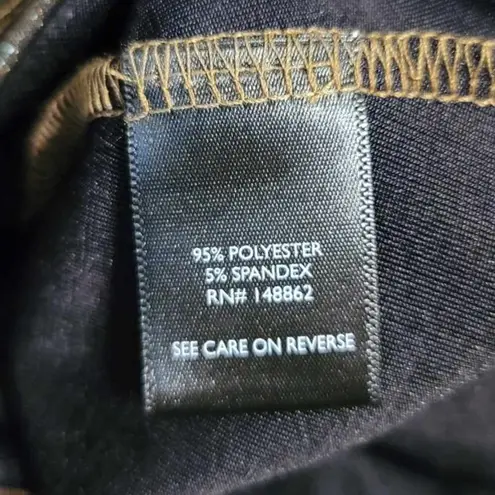 95% POLYESTER
5% SPANDEX
RN# 148862
SEE CARE ON REVERSE